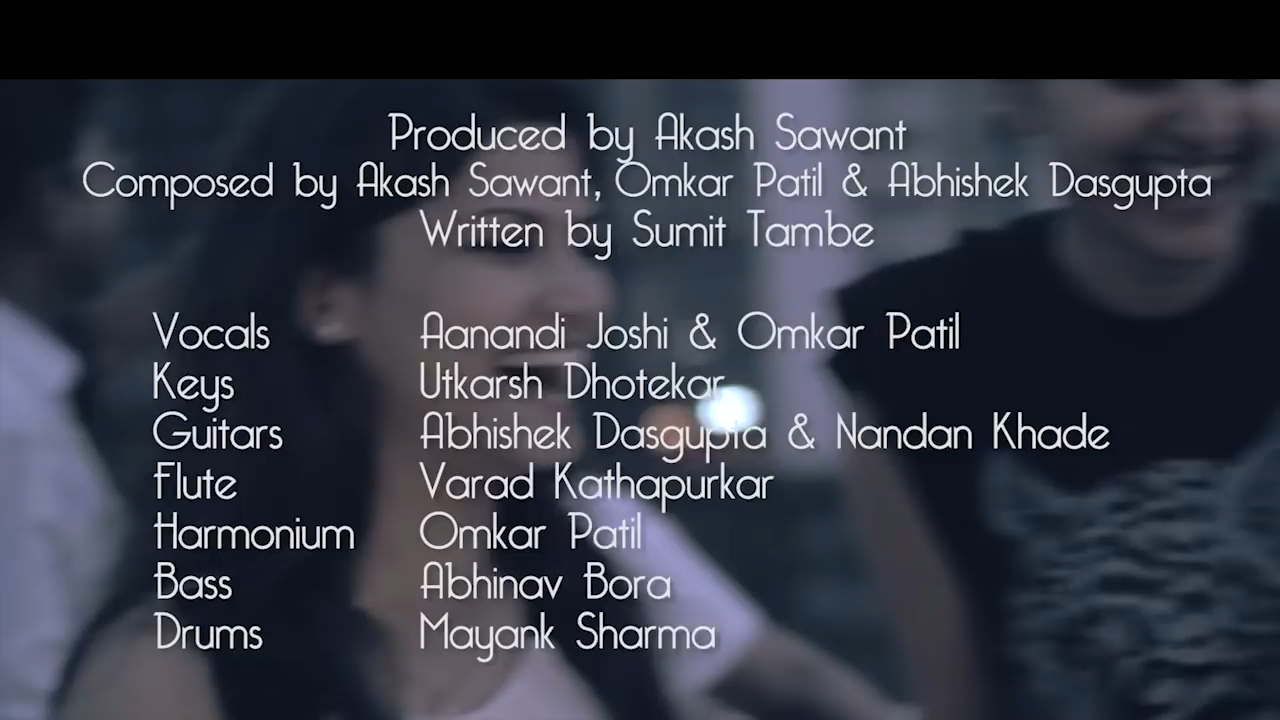 Produced by Akash Sawant
Composed by Akash Sawant, Omkar Patil & Abhishek Dasgupta
Written by Sumit Tambe
Vocals Aanandi Joshi & Omkar Patil
Keys Utkarsh Dhotekar
Guitars Abhishek Dasgupta & Nandan Khade
Flute Varad Kathapurkar
Harmonium Omkar Patil
Bass Abhinav Bora
Drums Mayank Sharma